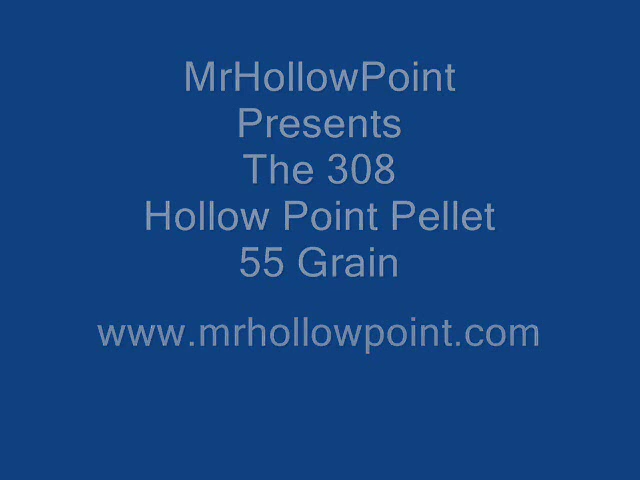 MrHollowPoint
Presents
The 308
Hollow Point Pellet
55 Grain
www.mrhollowpoint.com